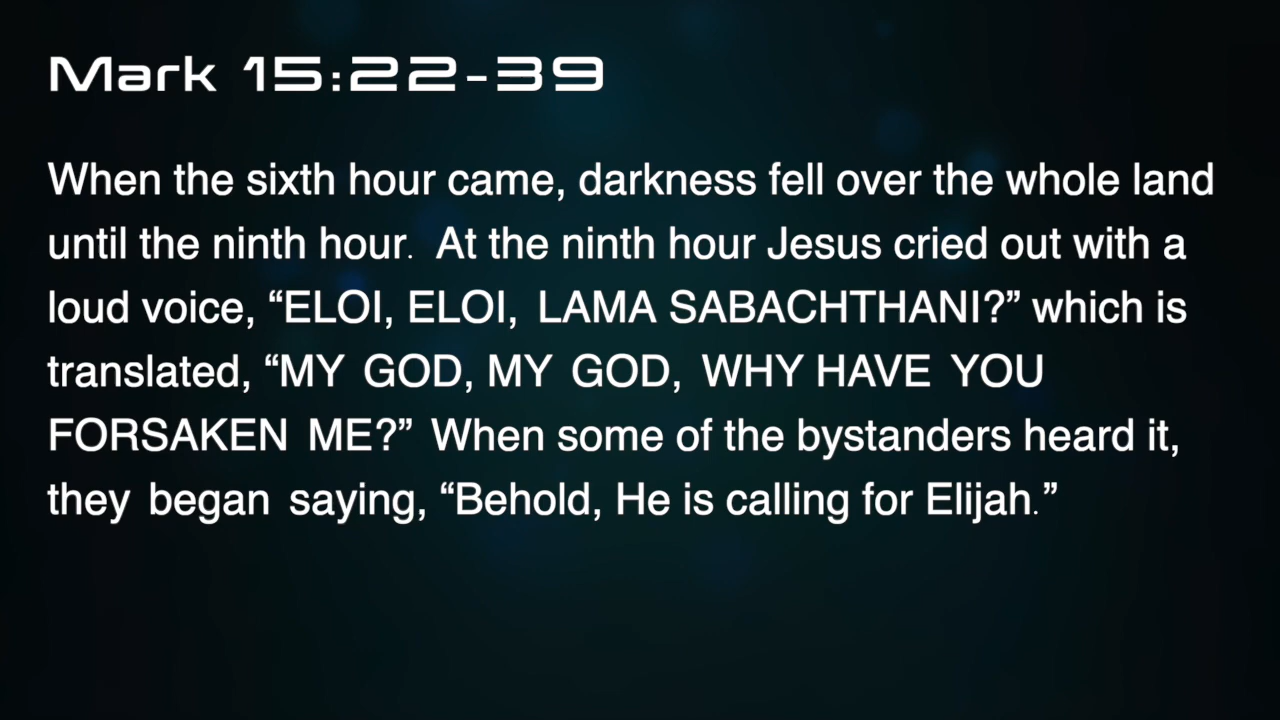 Mark 15:22-39
When the sixth hour came, darkness fell over the whole land
until the ninth hour.  At the ninth hour Jesus cried out with a
loud voice, “ELOI, ELOI, LAMA SABACHTHANI?” which is
translated, “MY GOD, MY GOD, WHY HAVE YOU
FORSAKEN ME?”  When some of the bystanders heard it,
they began saying, “Behold, He is calling for Elijah.”